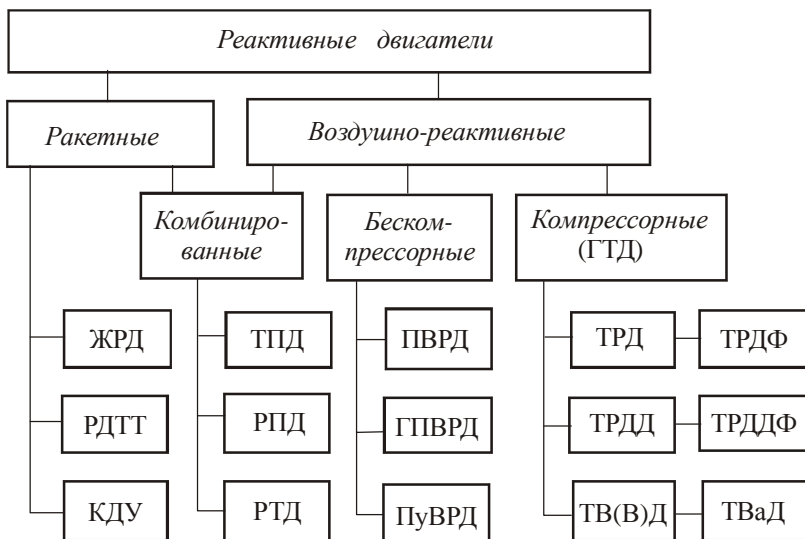 Реактивные двигатели
Ракетные
Воздушно-реактивные
Комбиниро-
ванные
Беском-
прессорные
Компрессорные
(ГТД)
ЖРД
ТПД
ПВРД
ТРД
ТРДФ
РДТТ
РПД
ГПВРД
ТРДД
ТРДДФ
КДУ
РТД
ПуВРД
ТВ(В)Д
ТВаД